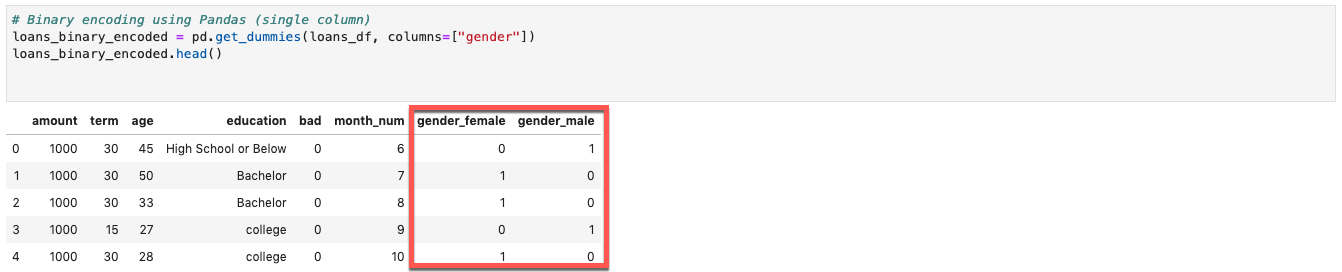 # Binary encoding using Pandas (single column)
loans_binary_encoded = pd.get_dummies(loans_df, columns=["gender"])
loans_binary_encoded.head()
amount term age education bad month_num gender_female gender_male
0 1000 30 45 High School or Below 0 6 0 1
1 1000 30 50 Bachelor 0 7 1 0
2 1000 30 33 Bachelor 0 8 1 0
3 1000 15 27 college 0 9 0 1
4 1000 30 28 college 0 10 1 0